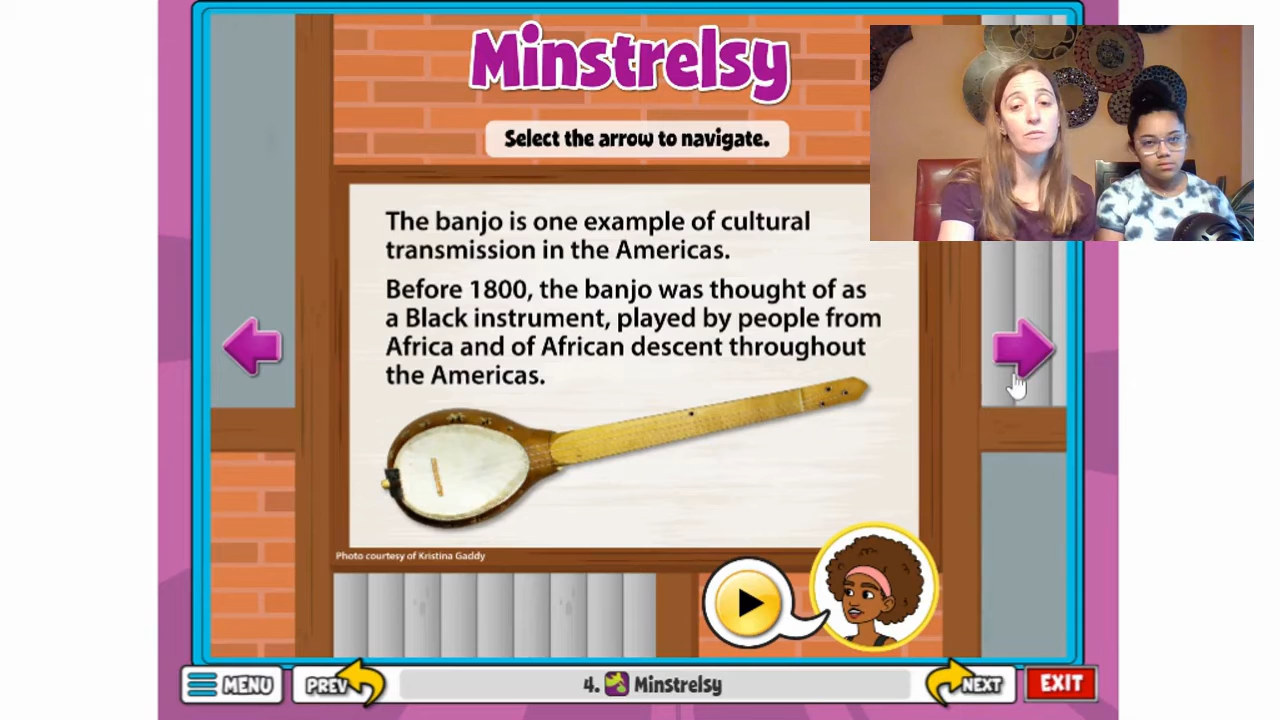 Minstrelsy
Select the arrow to navigate.
The banjo is one example of cultural
transmission in the Americas.
Before 1800, the banjo was thought of as
a Black instrument, played by people from
Africa and of African descent throughout
the Americas.
Photo courtesy of Kristina Gaddy
MENU
PREV
4. Minstrelsy
NEXT
EXIT